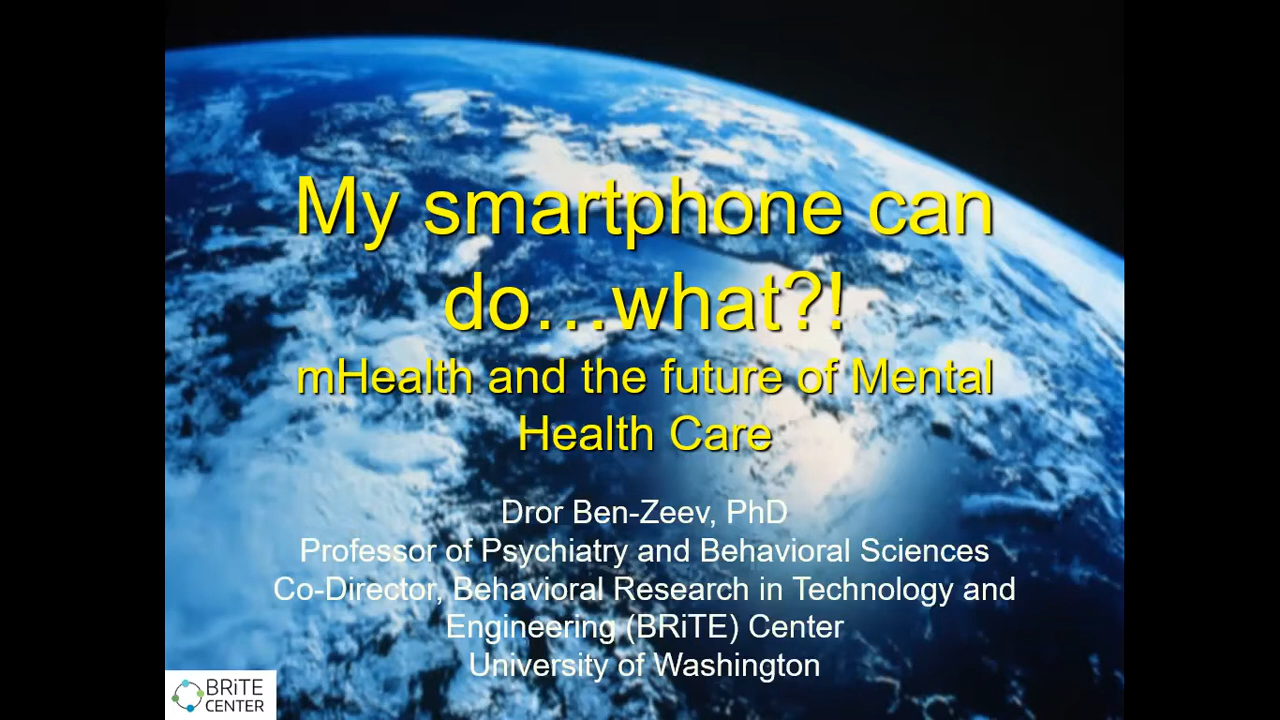 My smartphone can
do...what?!
mHealth and the future of Mental
Health Care
Dror Ben-Zeev, PhD
Professor of Psychiatry and Behavioral Sciences
Co-Director, Behavioral Research in Technology and
Engineering (BRiTE) Center
University of Washington
BRiTE
CENTER